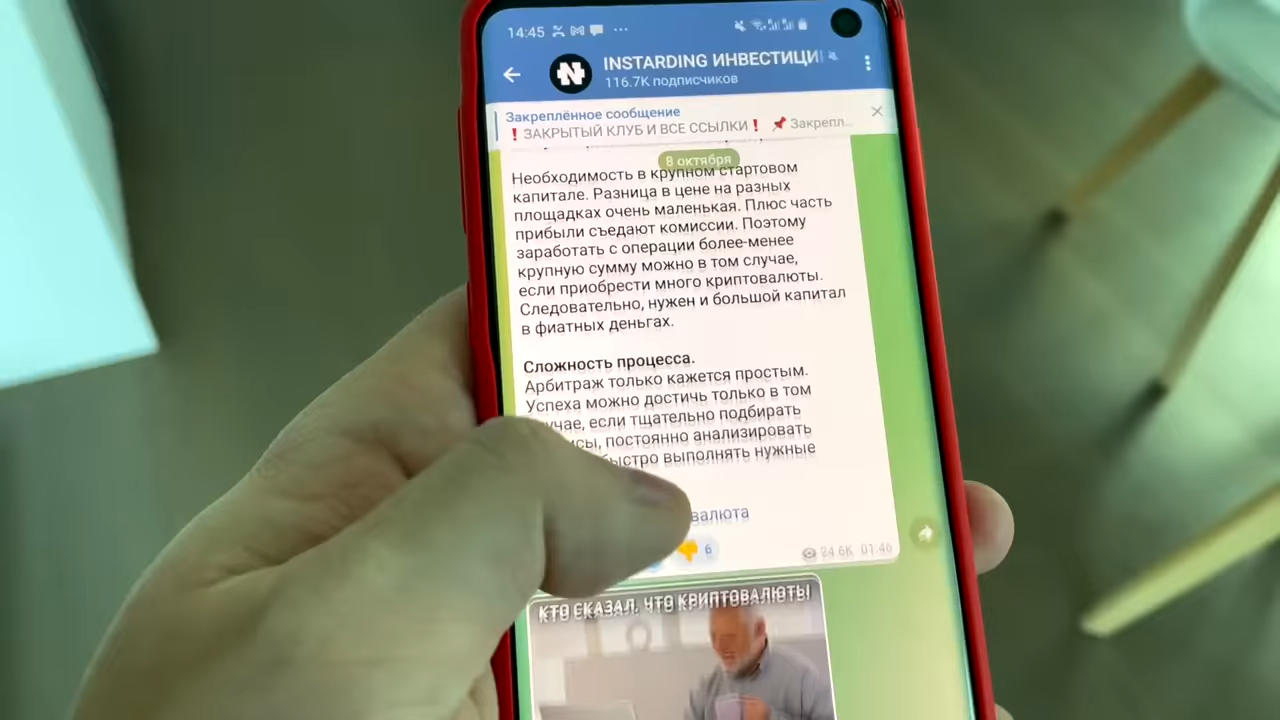 14:45
INSTARDING ИНВЕСТИЦИ
116.7K подписчиков
Закреплённое сообщение
❗ЗАКРЫТЫЙ КЛУБ И ВСЕ ССЫЛКИ❗ 📌 Закрепл...
8 октября
Необходимость в крупном стартовом
капитале. Разница в цене на разных
площадках очень маленькая. Плюс часть
прибыли съедают комиссии. Поэтому
заработать с операции более-менее
крупную сумму можно в том случае,
если приобрести много криптовалюты.
Следовательно, нужен и большой капитал
в фиатных деньгах.
Сложность процесса.
Арбитраж только кажется простым.
Успеха можно достичь только в том
учае, если тщательно подбирать
исы, постоянно анализировать
быстро выполнять нужные
валюта
6
24.6K 01:46
КТО СКАЗАЛ, ЧТО КРИПТОВАЛЮТЫ